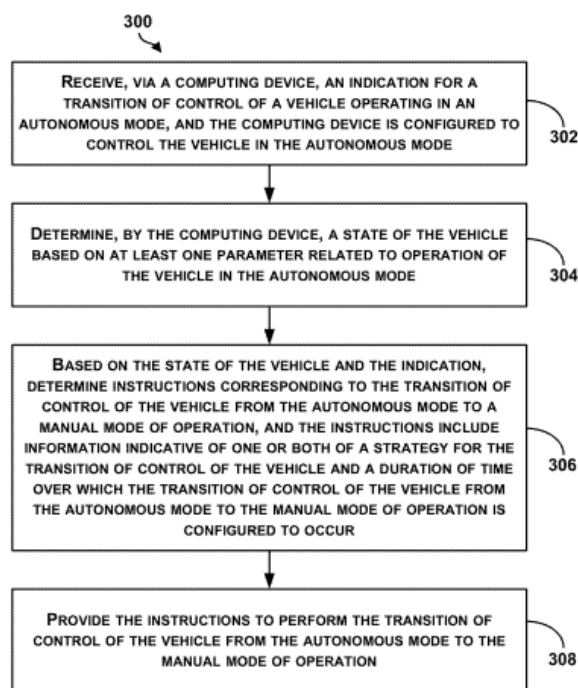 300
RECEIVE, VIA A COMPUTING DEVICE, AN INDICATION FOR A
TRANSITION OF CONTROL OF A VEHICLE OPERATING IN AN
AUTONOMOUS MODE, AND THE COMPUTING DEVICE IS CONFIGURED TO
CONTROL THE VEHICLE IN THE AUTONOMOUS MODE
302
DETERMINE, BY THE COMPUTING DEVICE, A STATE OF THE VEHICLE
BASED ON AT LEAST ONE PARAMETER RELATED TO OPERATION OF
THE VEHICLE IN THE AUTONOMOUS MODE
304
BASED ON THE STATE OF THE VEHICLE AND THE INDICATION,
DETERMINE INSTRUCTIONS CORRESPONDING TO THE TRANSITION OF
CONTROL OF THE VEHICLE FROM THE AUTONOMOUS MODE TO A
MANUAL MODE OF OPERATION, AND THE INSTRUCTIONS INCLUDE
INFORMATION INDICATIVE OF ONE OR BOTH OF A STRATEGY FOR THE
TRANSITION OF CONTROL OF THE VEHICLE AND A DURATION OF TIME
OVER WHICH THE TRANSITION OF CONTROL OF THE VEHICLE FROM
THE AUTONOMOUS MODE TO THE MANUAL MODE OF OPERATION IS
CONFIGURED TO OCCUR
306
PROVIDE THE INSTRUCTIONS TO PERFORM THE TRANSITION OF
CONTROL OF THE VEHICLE FROM THE AUTONOMOUS MODE TO THE
MANUAL MODE OF OPERATION
308